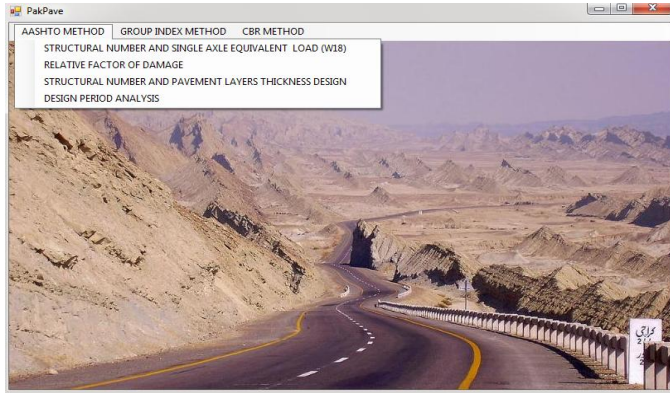 PakPave
AASHTO METHOD GROUP INDEX METHOD CBR METHOD
STRUCTURAL NUMBER AND SINGLE AXLE EQUIVALENT LOAD (W18)
RELATIVE FACTOR OF DAMAGE
STRUCTURAL NUMBER AND PAVEMENT LAYERS THICKNESS DESIGN
DESIGN PERIOD ANALYSIS
کراچی